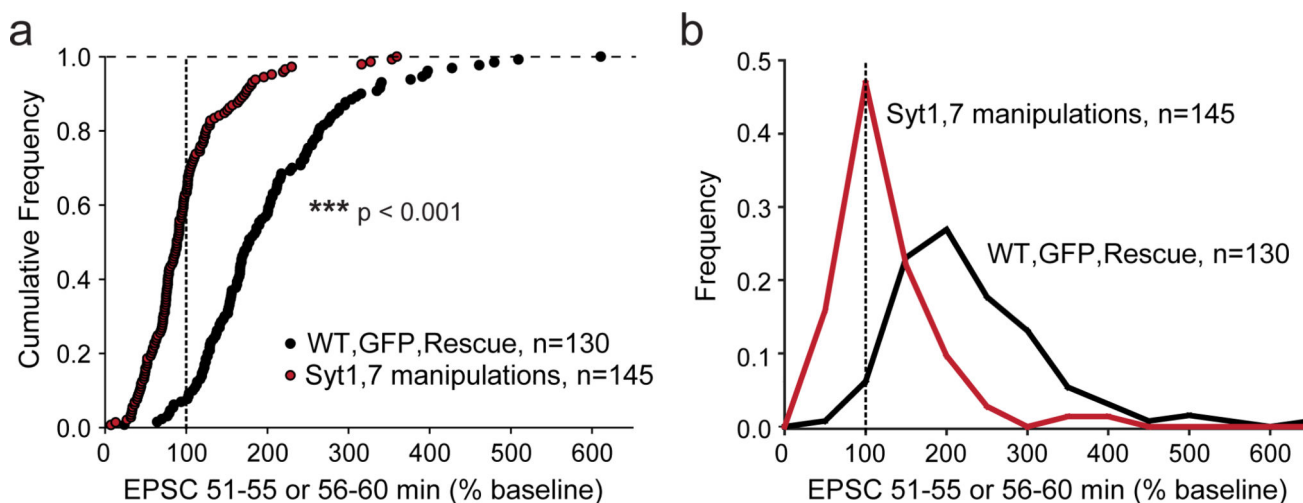 a
1.0
0.8
0.6
0.4
0.2
0.0
Cumulative Frequency
*** p < 0.001
WT,GFP,Rescue, n=130
Syt1,7 manipulations, n=145
0 100 200 300 400 500 600
EPSC 51-55 or 56-60 min (% baseline)
b
0.5
0.4
0.3
0.2
0.1
0.0
Frequency
Syt1,7 manipulations, n=145
WT,GFP,Rescue, n=130
0 100 200 300 400 500 600
EPSC 51-55 or 56-60 min (% baseline)